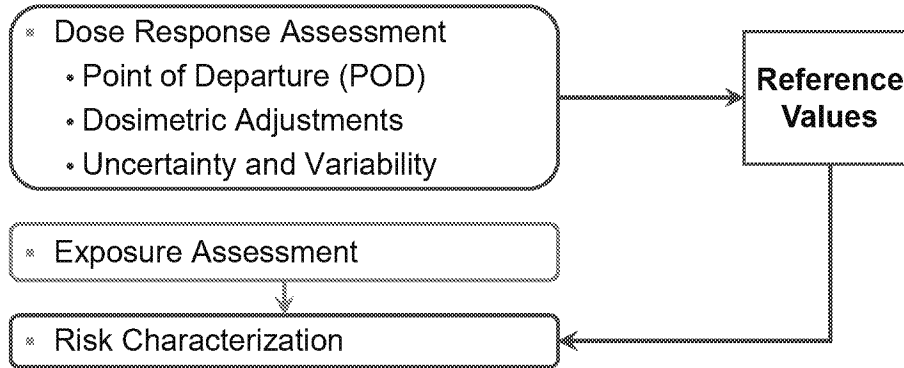 Dose Response Assessment
• Point of Departure (POD)
• Dosimetric Adjustments
• Uncertainty and Variability
Reference
Values
Exposure Assessment
Risk Characterization